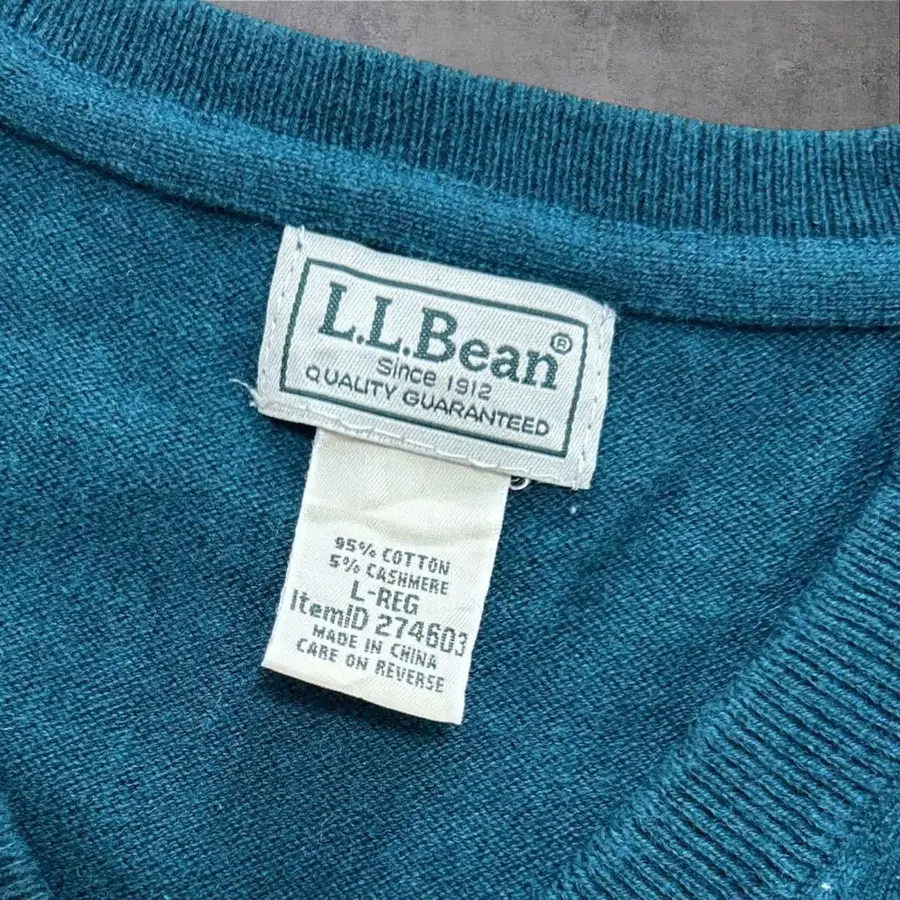 L.L.Bean®
Since 1912
QUALITY GUARANTEED
95% COTTON
5% CASHMERE
L-REG
ItemID 274603
MADE IN CHINA
CARE ON REVERSE